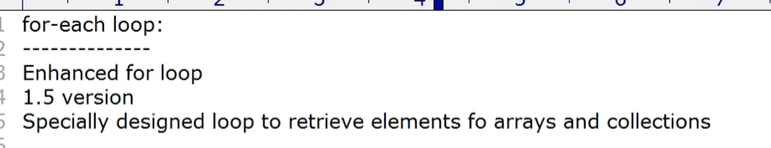 for-each loop:
--------------
Enhanced for loop
1.5 version
Specially designed loop to retrieve elements fo arrays and collections